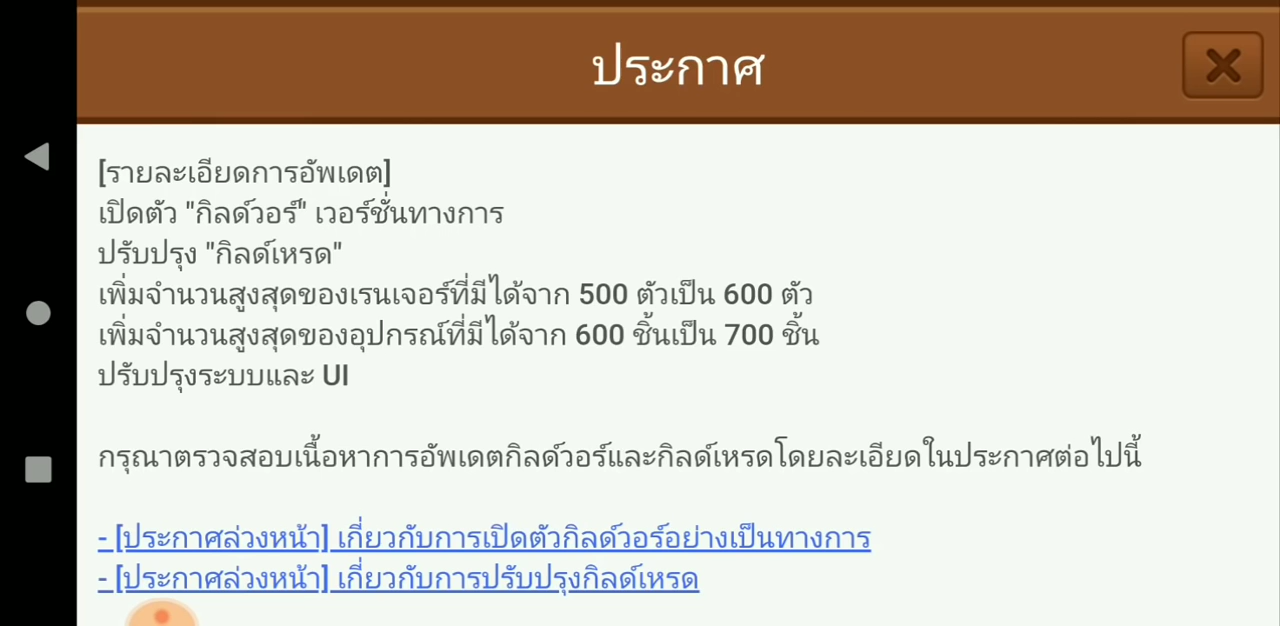 ประกาศ
[รายละเอียดการอัพเดต]
เปิดตัว "กิลด์วอร์" เวอร์ชั่นทางการ
ปรับปรุง "กิลด์เหรด"
เพิ่มจำนวนสูงสุดของเรนเจอร์ที่มีได้จาก 500 ตัวเป็น 600 ตัว
เพิ่มจำนวนสูงสุดของอุปกรณ์ที่มีได้จาก 600 ชิ้นเป็น 700 ชิ้น
ปรับปรุงระบบและ UI
กรุณาตรวจสอบเนื้อหาการอัพเดตกิลด์วอร์และกิลด์เหรดโดยละเอียดในประกาศต่อไปนี้
- [ประกาศล่วงหน้า] เกี่ยวกับการเปิดตัวกิลด์วอร์อย่างเป็นทางการ
- [ประกาศล่วงหน้า] เกี่ยวกับการปรับปรุงกิลด์เหรด